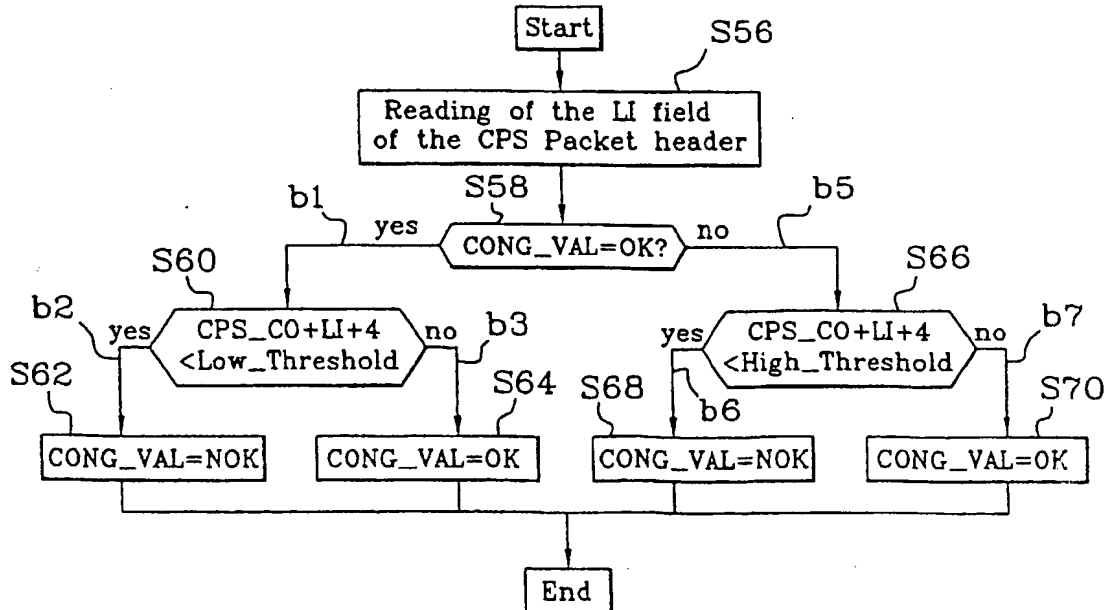 Start
S56
Reading of the LI field
of the CPS Packet header
S58
b1
b5
yes
CONG_VAL=OK?
no
S60
S66
b2
yes
CPS_CO+LI+4
<Low_Threshold
no
b3
yes
CPS_CO+LI+4
<High_Threshold
no
b7
S62
S64
S68
b6
S70
CONG_VAL=NOK
CONG_VAL=OK
CONG_VAL=NOK
CONG_VAL=OK
End